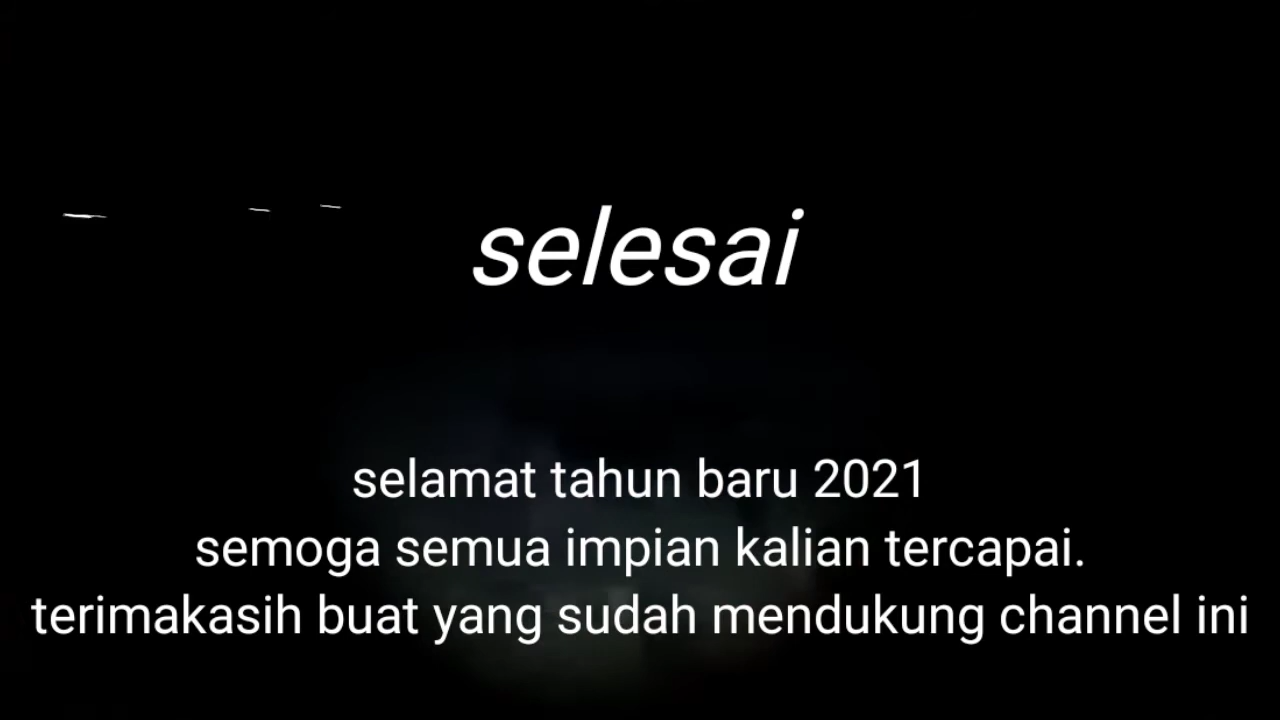 selesai
selamat tahun baru 2021
semoga semua impian kalian tercapai.
terimakasih buat yang sudah mendukung channel ini